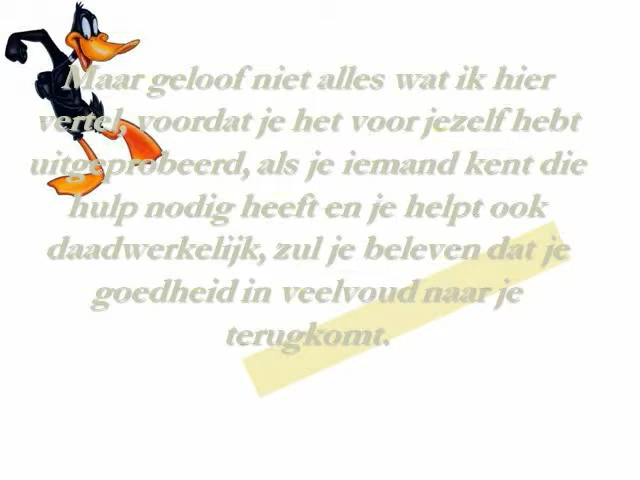 Maar geloof niet alles wat ik hier
vertel, voordat je het voor jezelf hebt
uitgeprobeerd, als je iemand kent die
hulp nodig heeft en je helpt ook
daadwerkelijk, zul je beleven dat je
goedheid in veelvoud naar je
terugkomt.